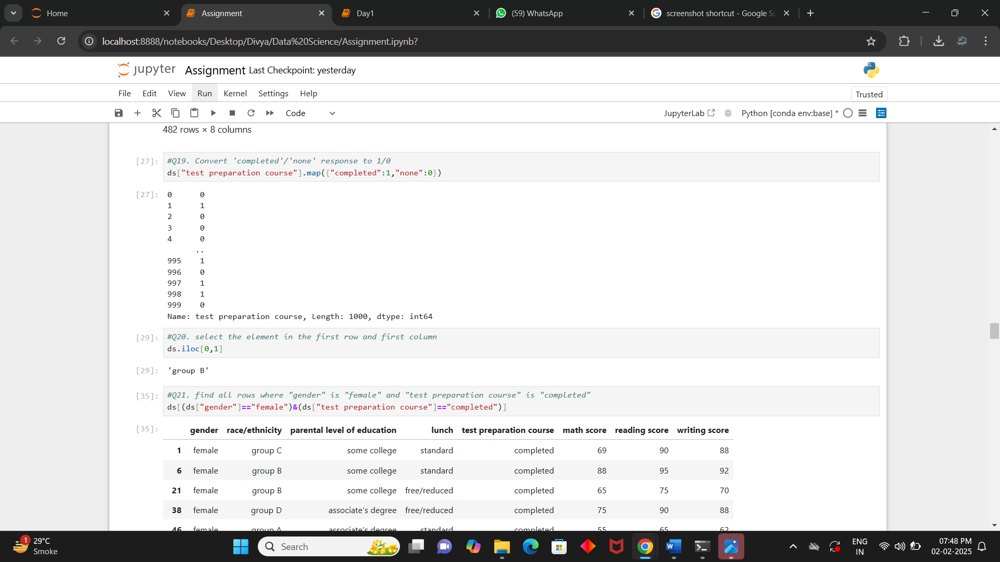 Home
Assignment
Day1
(59) WhatsApp
screenshot shortcut - Google Se
localhost:8888/notebooks/Desktop/Divya/Data%20Science/Assignment.ipynb?
jupyter Assignment Last Checkpoint: yesterday
File Edit View Run Kernel Settings Help
Trusted
Code
JupyterLab
Python [conda env:base] *
482 rows × 8 columns
[27]: #Q19. Convert 'completed'/'none' response to 1/0
ds["test preparation course"].map({"completed":1,"none":0})
[27]: 0 0
1 1
2 0
3 0
4 0
..
995 1
996 0
997 1
998 1
999 0
Name: test preparation course, Length: 1000, dtype: int64
[29]: #Q20. select the element in the first row and first column
ds.iloc[0,1]
[29]: 'group B'
[35]: #Q21. find all rows where "gender" is "female" and "test preparation course" is "completed"
ds[(ds["gender"]=="female")&(ds["test preparation course"]=="completed")]
[35]: gender race/ethnicity parental level of education lunch test preparation course math score reading score writing score
1 female group C some college standard completed 69 90 88
6 female group B some college standard completed 88 95 92
21 female group B some college free/reduced completed 65 75 70
38 female group D associate's degree free/reduced completed 75 90 88
46 female group A associate's degree standard completed 55 65 62
1
29°C
Smoke
Search
ENG
IN
07:48 PM
02-02-2025